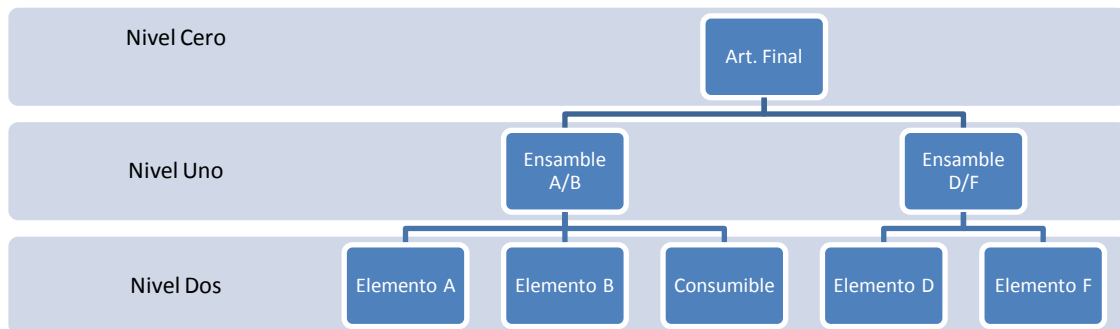 Nivel Cero
Art. Final
Nivel Uno
Ensamble
A/B
Ensamble
D/F
Nivel Dos
Elemento A
Elemento B
Consumible
Elemento D
Elemento F